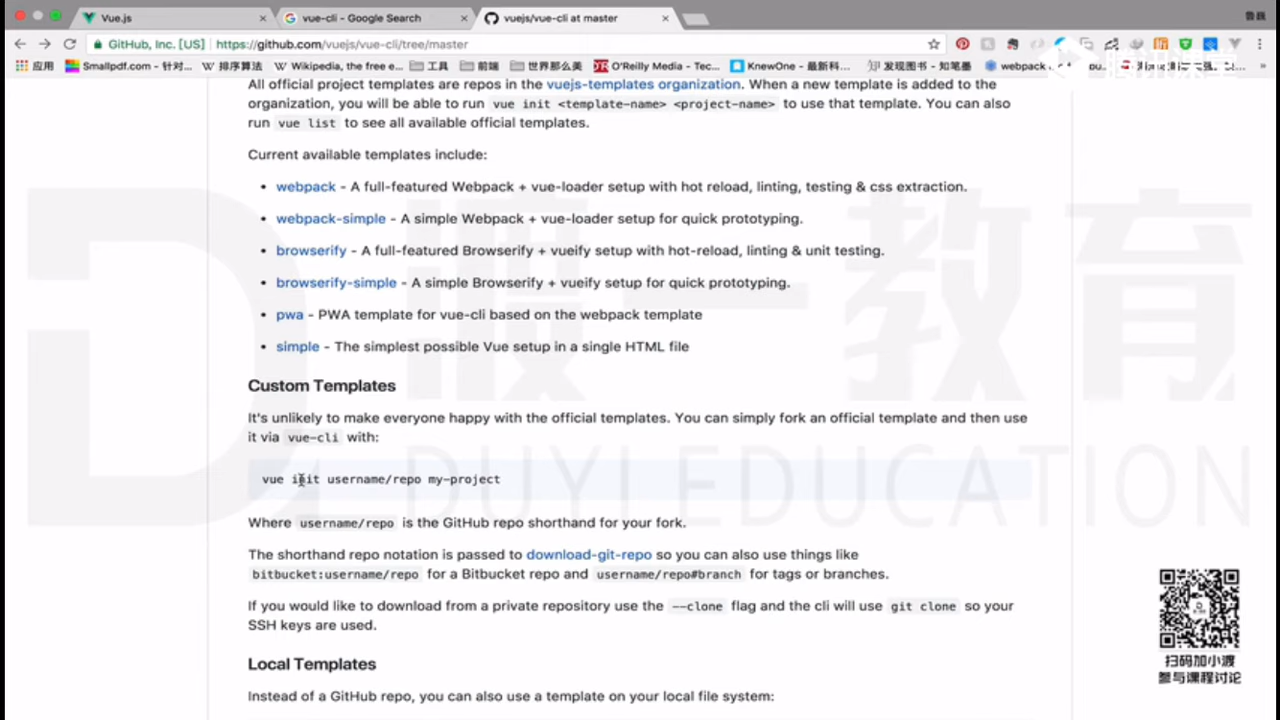 Vue.js
vue-cli - Google Search
vuejs/vue-cli at master
GitHub, Inc. [US]
https://github.com/vuejs/vue-cli/tree/master
应用
Smallpdf.com - 针对...
排序算法
Wikipedia, the free e...
工具
前端
世界那么美
O'Reilly Media - Tec...
KnewOne - 最新科...
发现图书 - 知笔墨
webpack
All official project templates are repos in the vuejs-templates organization. When a new template is added to the
organization, you will be able to run vue init <template-name> <project-name> to use that template. You can also
run vue list to see all available official templates.
Current available templates include:
• webpack - A full-featured Webpack + vue-loader setup with hot reload, linting, testing & css extraction.
• webpack-simple - A simple Webpack + vue-loader setup for quick prototyping.
• browserify - A full-featured Browserify + vueify setup with hot-reload, linting & unit testing.
• browserify-simple - A simple Browserify + vueify setup for quick prototyping.
• pwa - PWA template for vue-cli based on the webpack template
• simple - The simplest possible Vue setup in a single HTML file
渡一教育
Custom Templates
It's unlikely to make everyone happy with the official templates. You can simply fork an official template and then use
it via vue-cli with:
vue init username/repo my-project
DUYI EDUCATION
Where username/repo is the GitHub repo shorthand for your fork.
The shorthand repo notation is passed to download-git-repo so you can also use things like
bitbucket:username/repo for a Bitbucket repo and username/repo#branch for tags or branches.
If you would like to download from a private repository use the --clone flag and the cli will use git clone so your
SSH keys are used.
Local Templates
Instead of a GitHub repo, you can also use a template on your local file system:
扫码加小渡
参与课程讨论